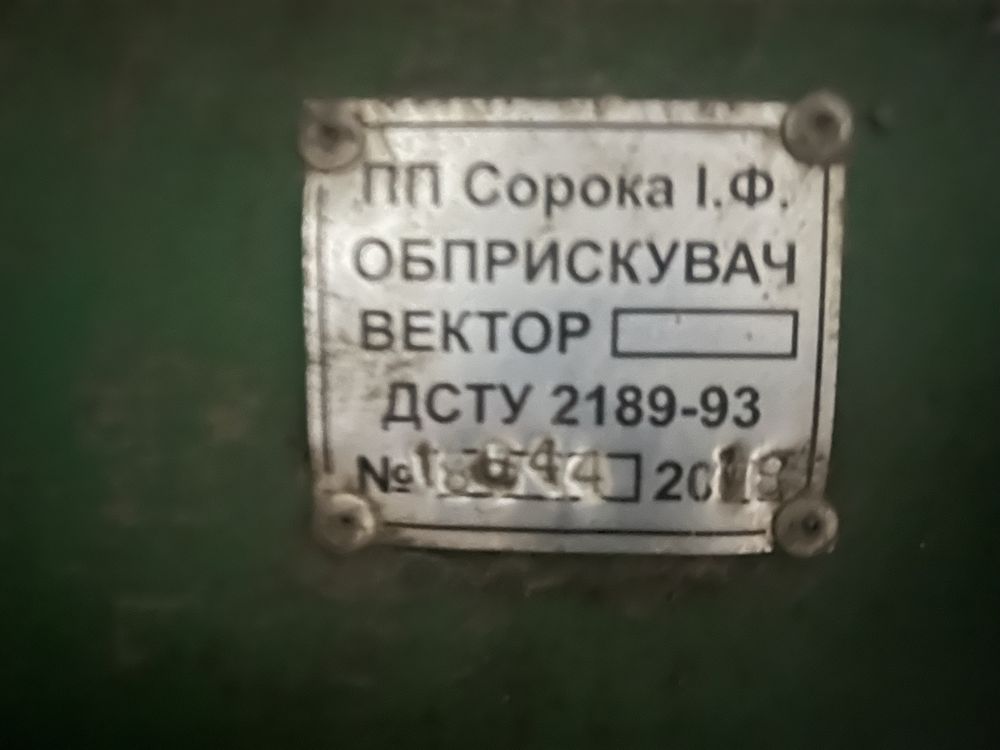 ПП Сорока І.Ф.
ОБПРИСКУВАЧ
ВЕКТОР
ДСТУ 2189-93
№